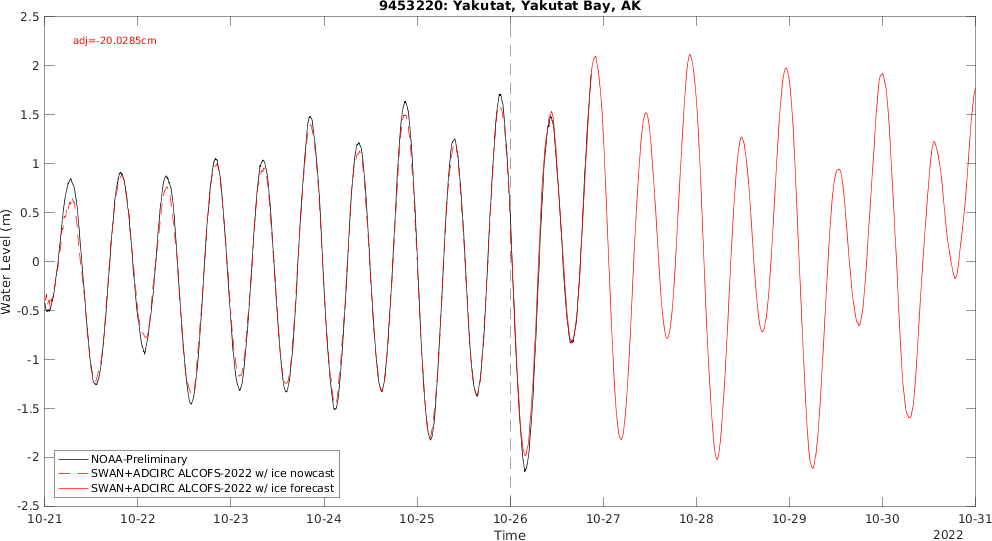 9453220: Yakutat, Yakutat Bay, AK
2.5
adj=-20.0285cm
2
1.5
1
0.5
0
-0.5
-1
-1.5
-2
-2.5
Water Level (m)
NOAA-Preliminary
SWAN+ADCIRC ALCOFS-2022 w/ ice nowcast
SWAN+ADCIRC ALCOFS-2022 w/ ice forecast
10-21 10-22 10-23 10-24 10-25 10-26 10-27 10-28 10-29 10-30 10-31
Time
2022